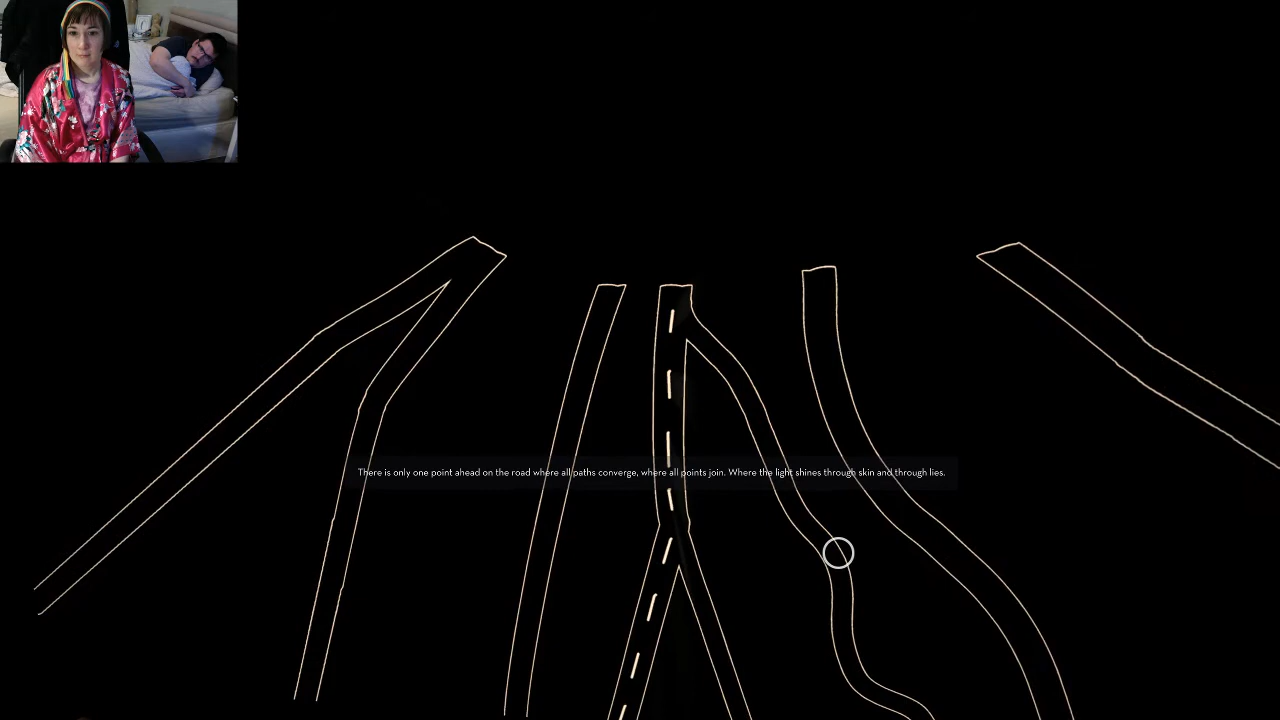 There is only one point ahead on the road where all paths converge, where all points join. Where the light shines through skin and through lies.